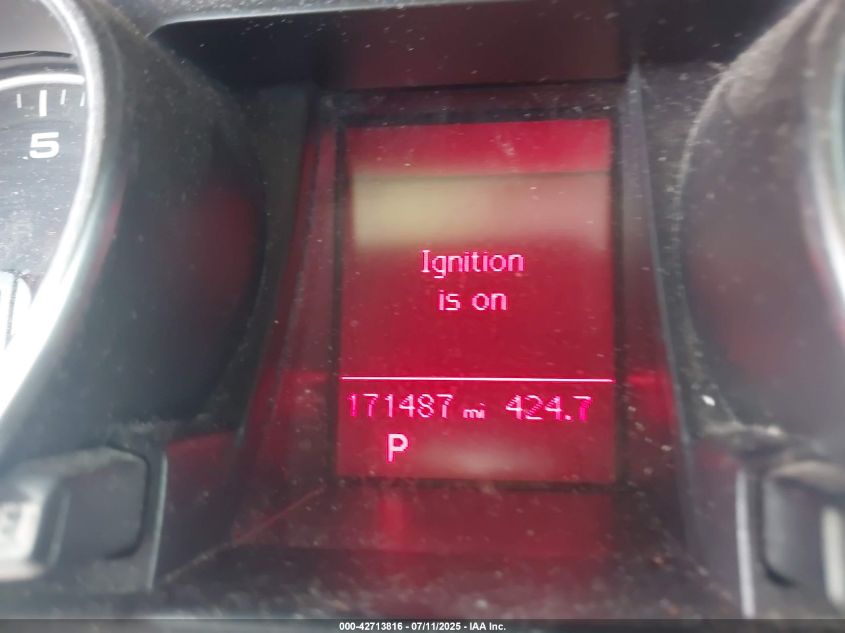 5
Ignition
is on
171487 mi 424.7
P
000-42713816 - 07/11/2025 - IAA Inc.